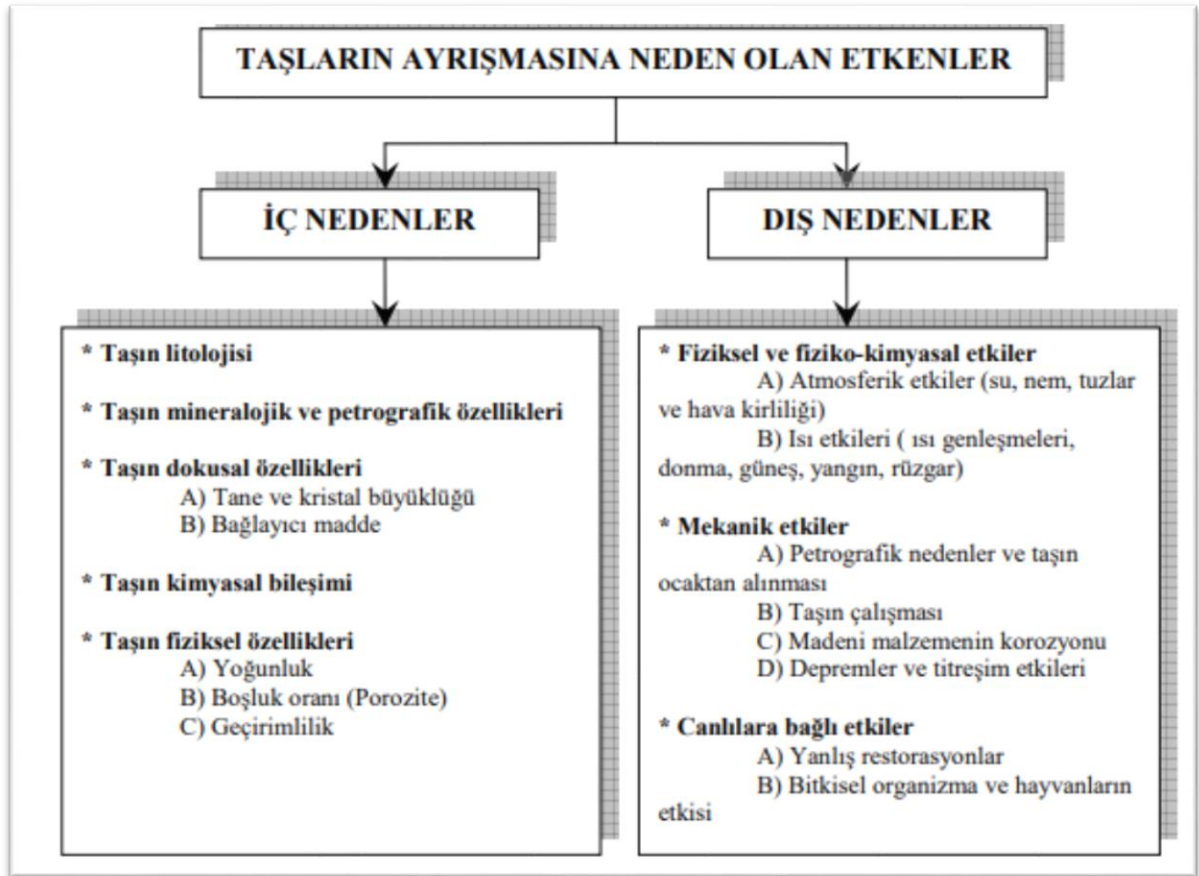 TAŞLARIN AYRIŞMASINA NEDEN OLAN ETKENLER
İÇ NEDENLER
DIŞ NEDENLER
* Taşın litolojisi
* Taşın mineralojik ve petrografik özellikleri
* Taşın dokusal özellikleri
A) Tane ve kristal büyüklüğü
B) Bağlayıcı madde
* Taşın kimyasal bileşimi
* Taşın fiziksel özellikleri
A) Yoğunluk
B) Boşluk oranı (Porozite)
C) Geçirimlilik
* Fiziksel ve fiziko-kimyasal etkiler
A) Atmosferik etkiler (su, nem, tuzlar
ve hava kirliliği)
B) Isı etkileri ( ısı genleşmeleri,
donma, güneş, yangın, rüzgar)
* Mekanik etkiler
A) Petrografik nedenler ve taşın
ocaktan alınması
B) Taşın çalışması
C) Madeni malzemenin korozyonu
D) Depremler ve titreşim etkileri
* Canlılara bağlı etkiler
A) Yanlış restorasyonlar
B) Bitkisel organizma ve hayvanların
etkisi